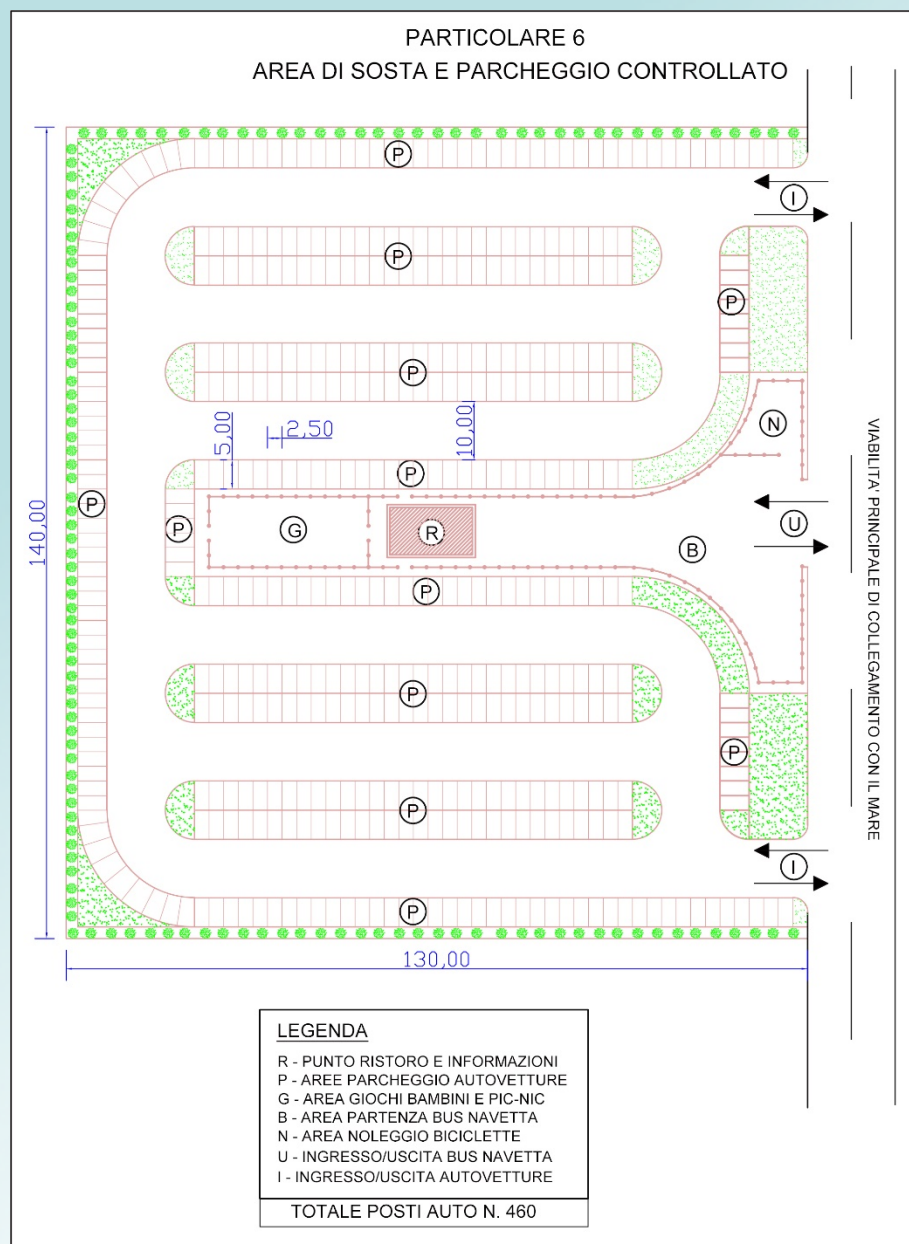 PARTICOLARE 6
AREA DI SOSTA E PARCHEGGIO CONTROLLATO
P
I
P
P
P
N
5,00
2,50
10,00
P
VIABILITA' PRINCIPALE DI COLLEGAMENTO CON IL MARE
140,00
P
P
G
R
U
B
P
P
P
P
I
P
130,00
LEGENDA
R - PUNTO RISTORO E INFORMAZIONI
P - AREE PARCHEGGIO AUTOVETTURE
G - AREA GIOCHI BAMBINI E PIC-NIC
B - AREA PARTENZA BUS NAVETTA
N - AREA NOLEGGIO BICICLETTE
U - INGRESSO/USCITA BUS NAVETTA
I - INGRESSO/USCITA AUTOVETTURE
TOTALE POSTI AUTO N. 460